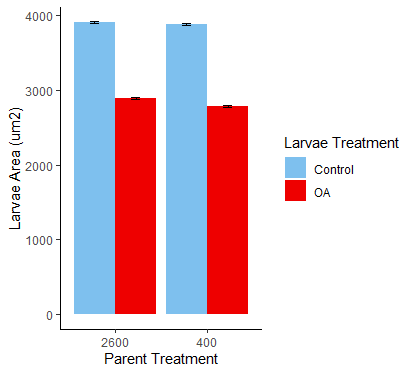 4000
3000
2000
1000
0
Larvae Area (um2)
2600
400
Parent Treatment
Larvae Treatment
Control
OA